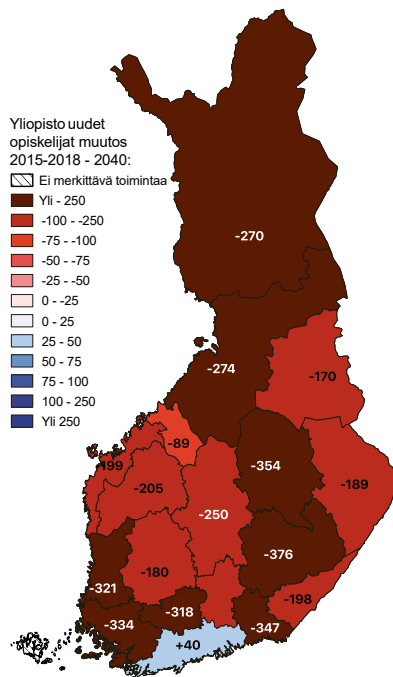 Yliopisto uudet
opiskelijat muutos
2015-2018 - 2040:
Ei merkittävä toimintaa
Yli - 250
-100 - -250
-75 - -100
-50 - -75
-25 - -50
0 - -25
0 - 25
25 - 50
50 - 75
75 - 100
100 - 250
Yli 250
-270
-274
-170
-89
-199
-354
-205
-189
-250
-376
-180
-321
-198
-318
-334
-347
+40